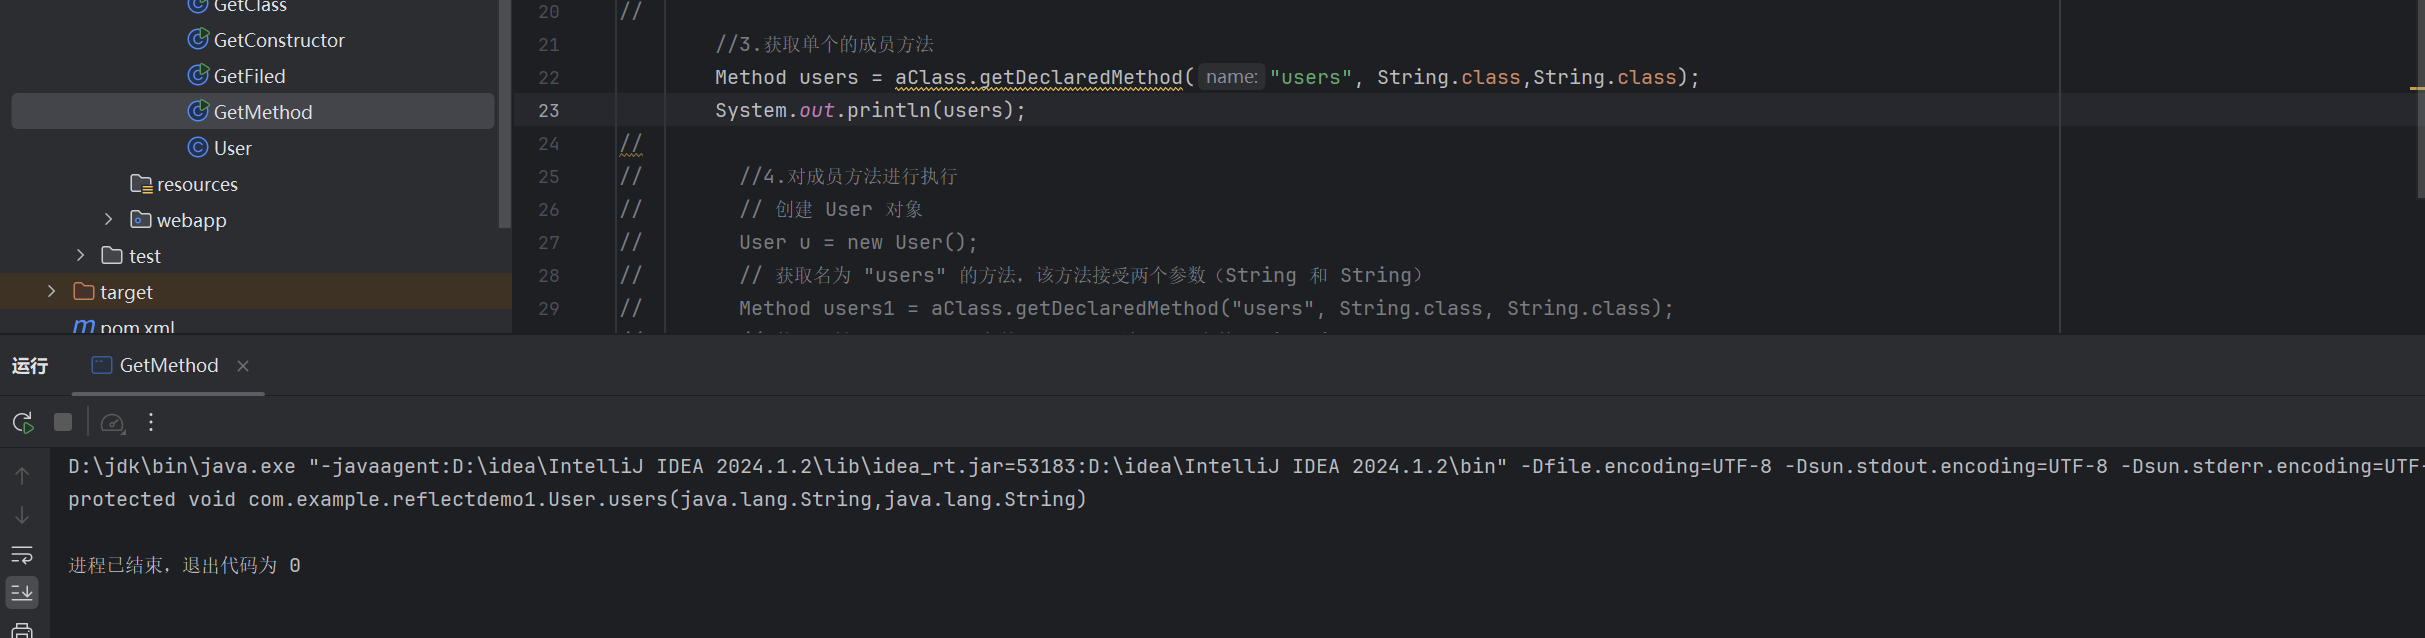 GetClass
GetConstructor
GetFiled
GetMethod
User
resources
webapp
test
target
pom.xml
20 //
21 //3.获取单个的成员方法
22 Method users = aClass.getDeclaredMethod( name: "users", String.class,String.class);
23 System.out.println(users);
24 //
25 // //4.对成员方法进行执行
26 // // 创建 User 对象
27 // User u = new User();
28 // // 获取名为 "users" 的方法，该方法接受两个参数（String 和 String）
29 // Method users1 = aClass.getDeclaredMethod("users", String.class, String.class);
运行 GetMethod
D:\jdk\bin\java.exe "-javaagent:D:\idea\IntelliJ IDEA 2024.1.2\lib\idea_rt.jar=53183:D:\idea\IntelliJ IDEA 2024.1.2\bin" -Dfile.encoding=UTF-8 -Dsun.stdout.encoding=UTF-8 -Dsun.stderr.encoding=UTF-
protected void com.example.reflectdemo1.User.users(java.lang.String,java.lang.String)
进程已结束，退出代码为 0